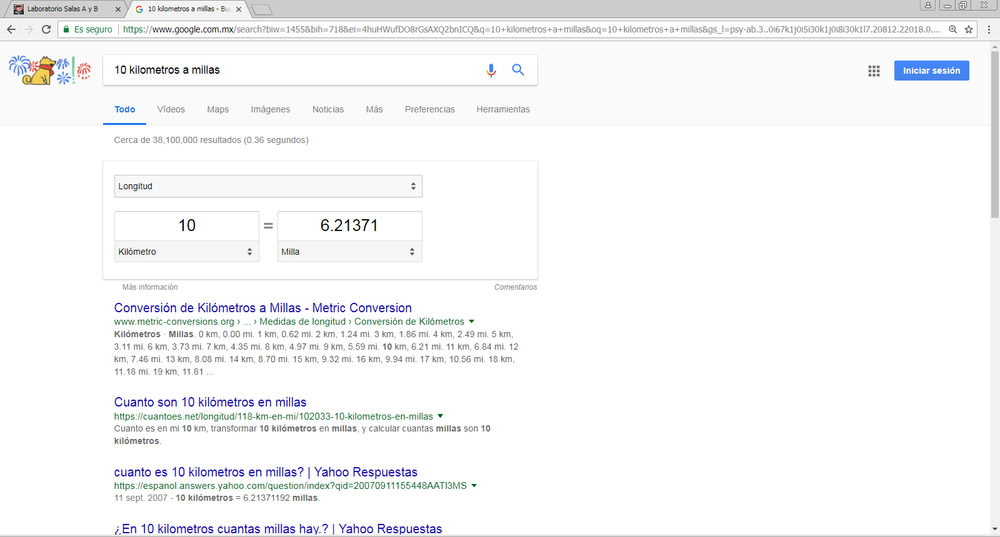 Laboratorio Salas A y B
10 kilometros a millas - Bus
Es seguro | https://www.google.com.mx/search?biw=1455&bih=718&ei=4huHWufDO8rGsAXQ2bnICQ&q=10+kilometros+a+millas&oq=10+kilometros+a+millas&gs_l=psy-ab.3..0i67k1j0i5i30k1j0i8i30k1l7.20812.22018.0....
10 kilometros a millas
Iniciar sesión
Todo Vídeos Maps Imágenes Noticias Más Preferencias Herramientas
Cerca de 38,100,000 resultados (0.36 segundos)
Longitud
10 = 6.21371
Kilómetro Milla
Más información Comentarios
Conversión de Kilómetros a Millas - Metric Conversion
www.metric-conversions.org › ... › Medidas de longitud › Conversión de Kilómetros
Kilómetros · Millas. 0 km, 0.00 mi. 1 km, 0.62 mi. 2 km, 1.24 mi. 3 km, 1.86 mi. 4 km, 2.49 mi. 5 km,
3.11 mi. 6 km, 3.73 mi. 7 km, 4.35 mi. 8 km, 4.97 mi. 9 km, 5.59 mi. 10 km, 6.21 mi. 11 km, 6.84 mi. 12
km, 7.46 mi. 13 km, 8.08 mi. 14 km, 8.70 mi. 15 km, 9.32 mi. 16 km, 9.94 mi. 17 km, 10.56 mi. 18 km,
11.18 mi. 19 km, 11.81 ...
Cuanto son 10 kilómetros en millas
https://cuantoes.net/longitud/118-km-en-mi/102033-10-kilometros-en-millas
Cuanto es en mi 10 km, transformar 10 kilómetros en millas, y calcular cuantas millas son 10
kilómetros.
cuanto es 10 kilometros en millas? | Yahoo Respuestas
https://espanol.answers.yahoo.com/question/index?qid=20070911155448AATI3MS
11 sept. 2007 - 10 kilómetros = 6.21371192 millas.
¿En 10 kilometros cuantas millas hay.? | Yahoo Respuestas